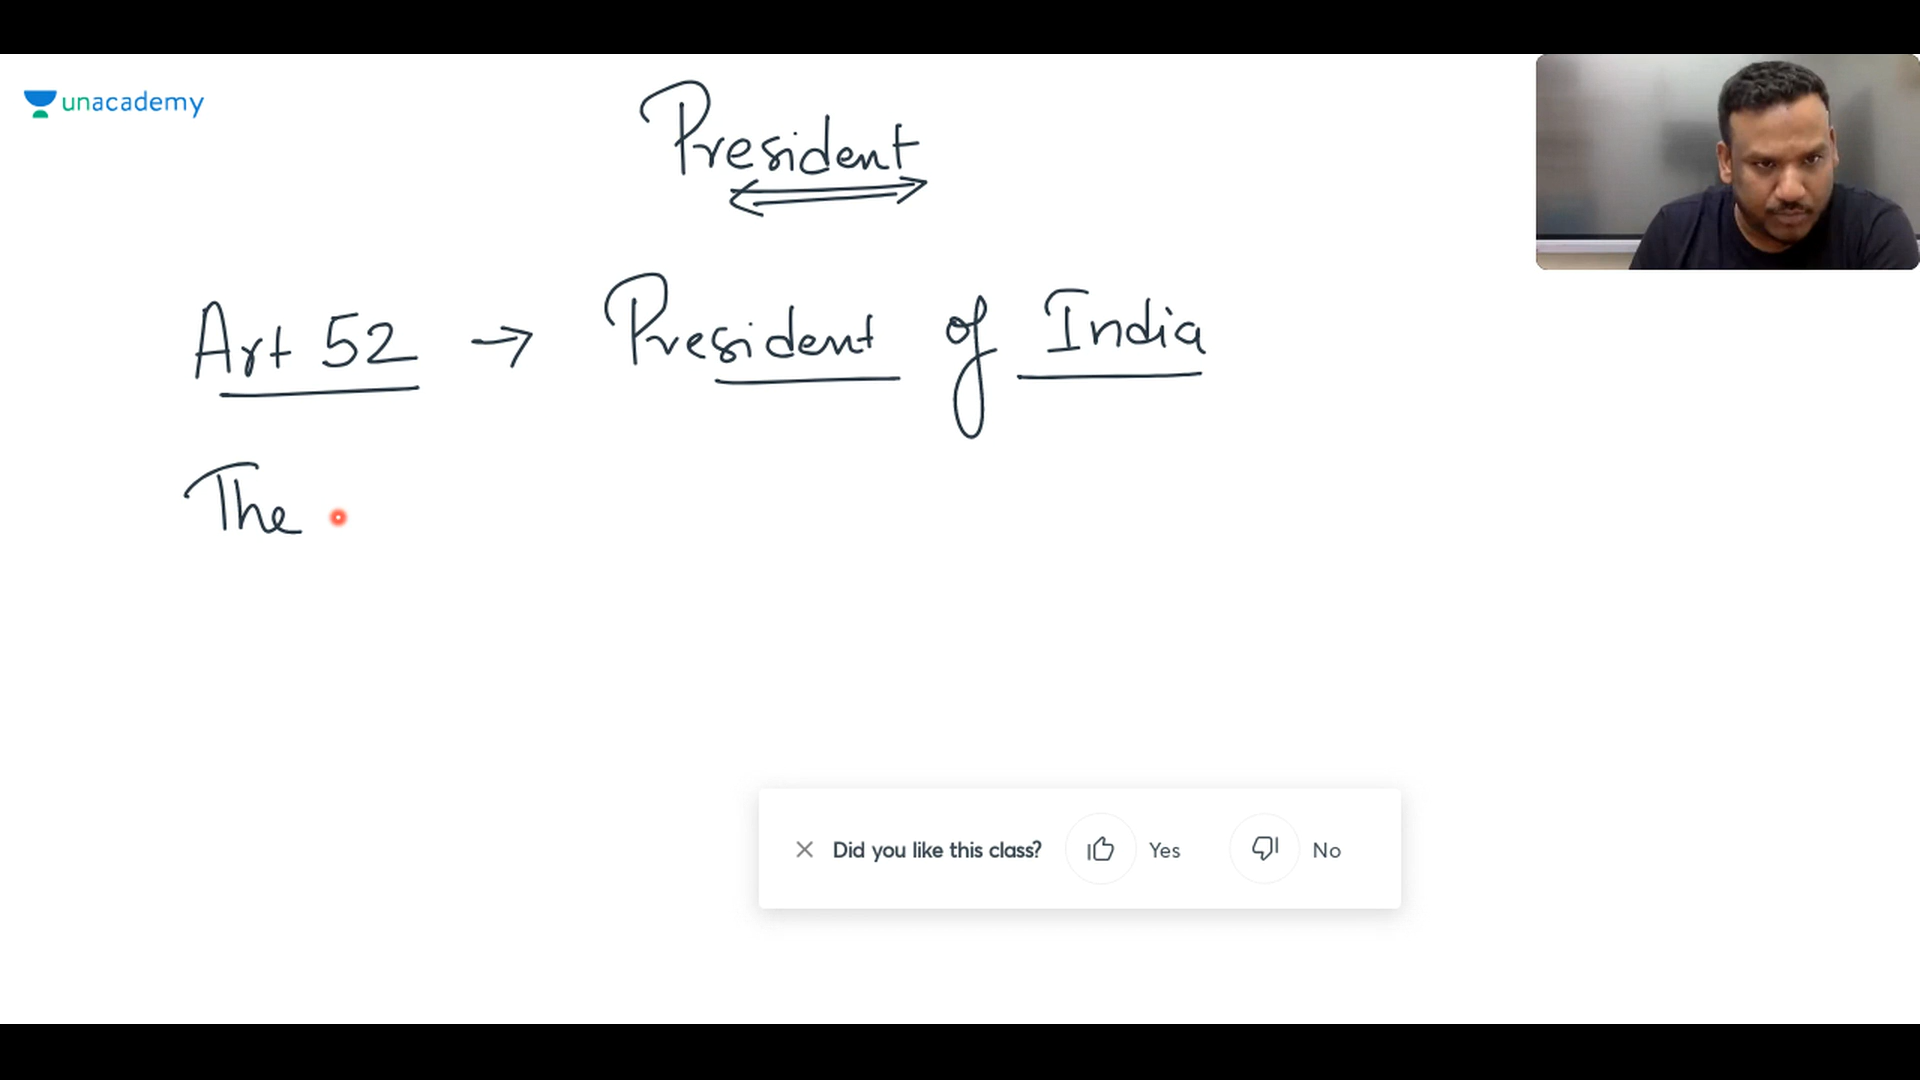 unacademy
President
Art 52 → President of India
The
Did you like this class? Yes No